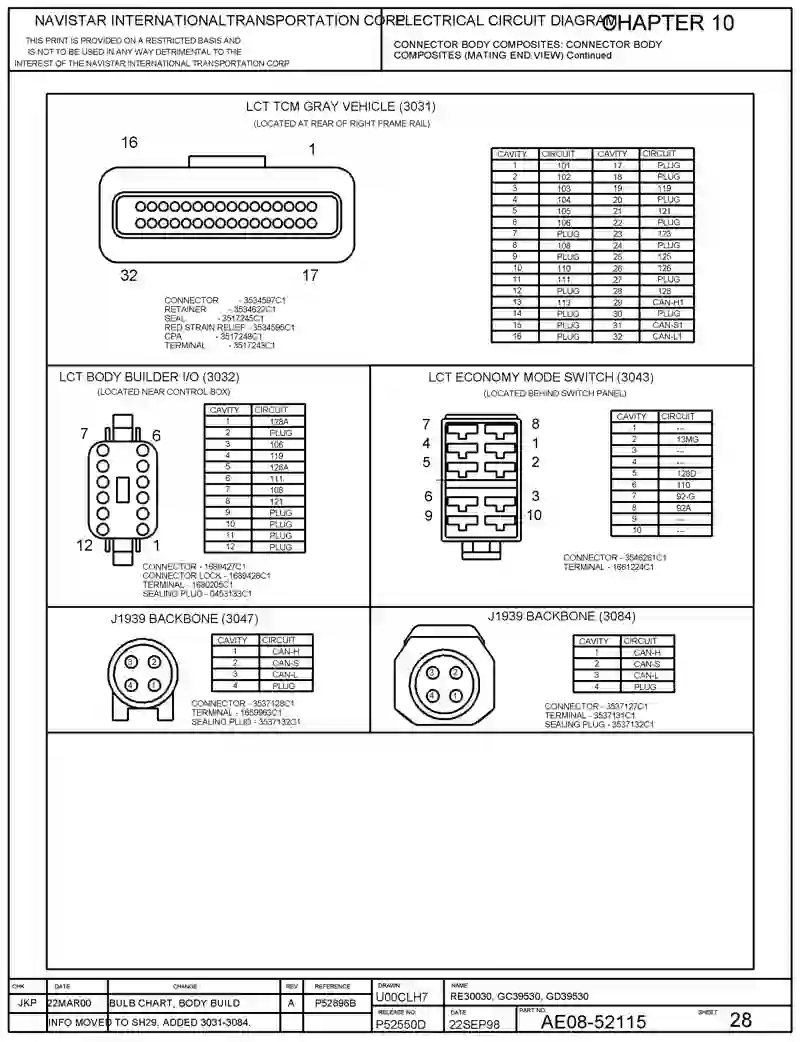 NAVISTAR INTERNATIONALTRANSPORTATION CORP.
THIS PRINT IS PROVIDED ON A RESTRICTED BASIS AND
IS NOT TO BE USED IN ANY WAY DETRIMENTAL TO THE
INTEREST OF THE NAVISTAR INTERNATIONAL TRANSPORTATION CORP
ELECTRICAL CIRCUIT DIAGRAM
CHAPTER 10
CONNECTOR BODY COMPOSITES: CONNECTOR BODY
COMPOSITES (MATING END VIEW) Continued
LCT TCM GRAY VEHICLE (3031)
(LOCATED AT REAR OF RIGHT FRAME RAIL)
16 1
32 17
CONNECTOR - 3534597C1
RETAINER - 3534622C1
SEAL - 3517245C1
RED STRAIN RELIEF - 3534596C1
CPA - 3517248C1
TERMINAL - 3517243C1
CAVITY CIRCUIT CAVITY CIRCUIT
1 101 17 PLUG
2 102 18 PLUG
3 103 19 119
4 104 20 PLUG
5 105 21 121
6 106 22 PLUG
7 PLUG 23 123
8 108 24 PLUG
9 PLUG 25 125
10 110 26 126
11 111 27 PLUG
12 PLUG 28 128
13 113 29 CAN-H1
14 PLUG 30 PLUG
15 PLUG 31 CAN-S1
16 PLUG 32 CAN-L1
LCT BODY BUILDER I/O (3032)
(LOCATED NEAR CONTROL BOX)
7 6
12 1
CAVITY CIRCUIT
1 128A
2 PLUG
3 106
4 119
5 126A
6 111
7 108
8 121
9 PLUG
10 PLUG
11 PLUG
12 PLUG
CONNECTOR - 1689427C1
CONNECTOR LOCK - 1689428C1
TERMINAL - 1680205C1
SEALING PLUG - 0453133C1
LCT ECONOMY MODE SWITCH (3043)
(LOCATED BEHIND SWITCH PANEL)
7 8
4 1
5 2
6 3
9 10
CAVITY CIRCUIT
1 ---
2 13MG
3 ---
4 ---
5 128D
6 110
7 92-G
8 92A
9 ---
10 ---
CONNECTOR - 3546261C1
TERMINAL - 1661224C1
J1939 BACKBONE (3047)
3 2
4 1
CAVITY CIRCUIT
1 CAN-H
2 CAN-S
3 CAN-L
4 PLUG
CONNECTOR - 3537128C1
TERMINAL - 1659963C1
SEALING PLUG - 3537132C1
J1939 BACKBONE (3084)
3 2
4 1
CAVITY CIRCUIT
1 CAN-H
2 CAN-S
3 CAN-L
4 PLUG
CONNECTOR - 3537127C1
TERMINAL - 3537131C1
SEALING PLUG - 3537132C1
CHK DATE CHANGE REV REFERENCE
JKP 22MAR00 BULB CHART, BODY BUILD A P52896B
INFO MOVED TO SH29. ADDED 3031-3084.
DRAWN
U00CLH7
NAME
RE30030, GC39530, GD39530
RELEASE NO.
P52550D
DATE
22SEP98
PART NO.
AE08-52115
SHEET 28